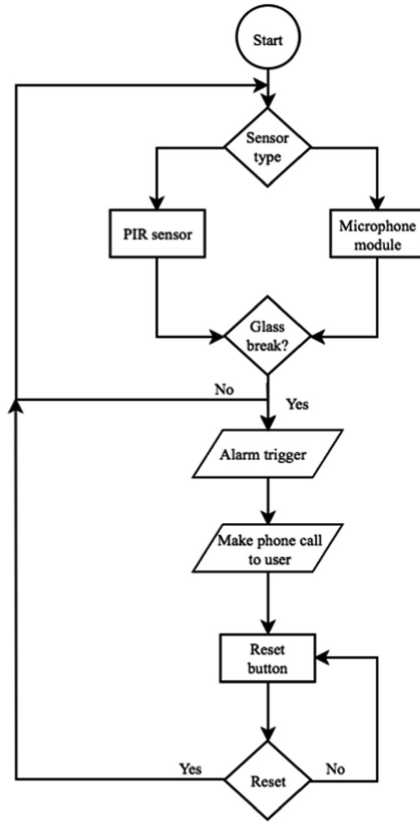 Start
Sensor
type
PIR sensor
Microphone
module
Glass
break?
No
Yes
Alarm trigger
Make phone call
to user
Reset
button
Yes
Reset
No